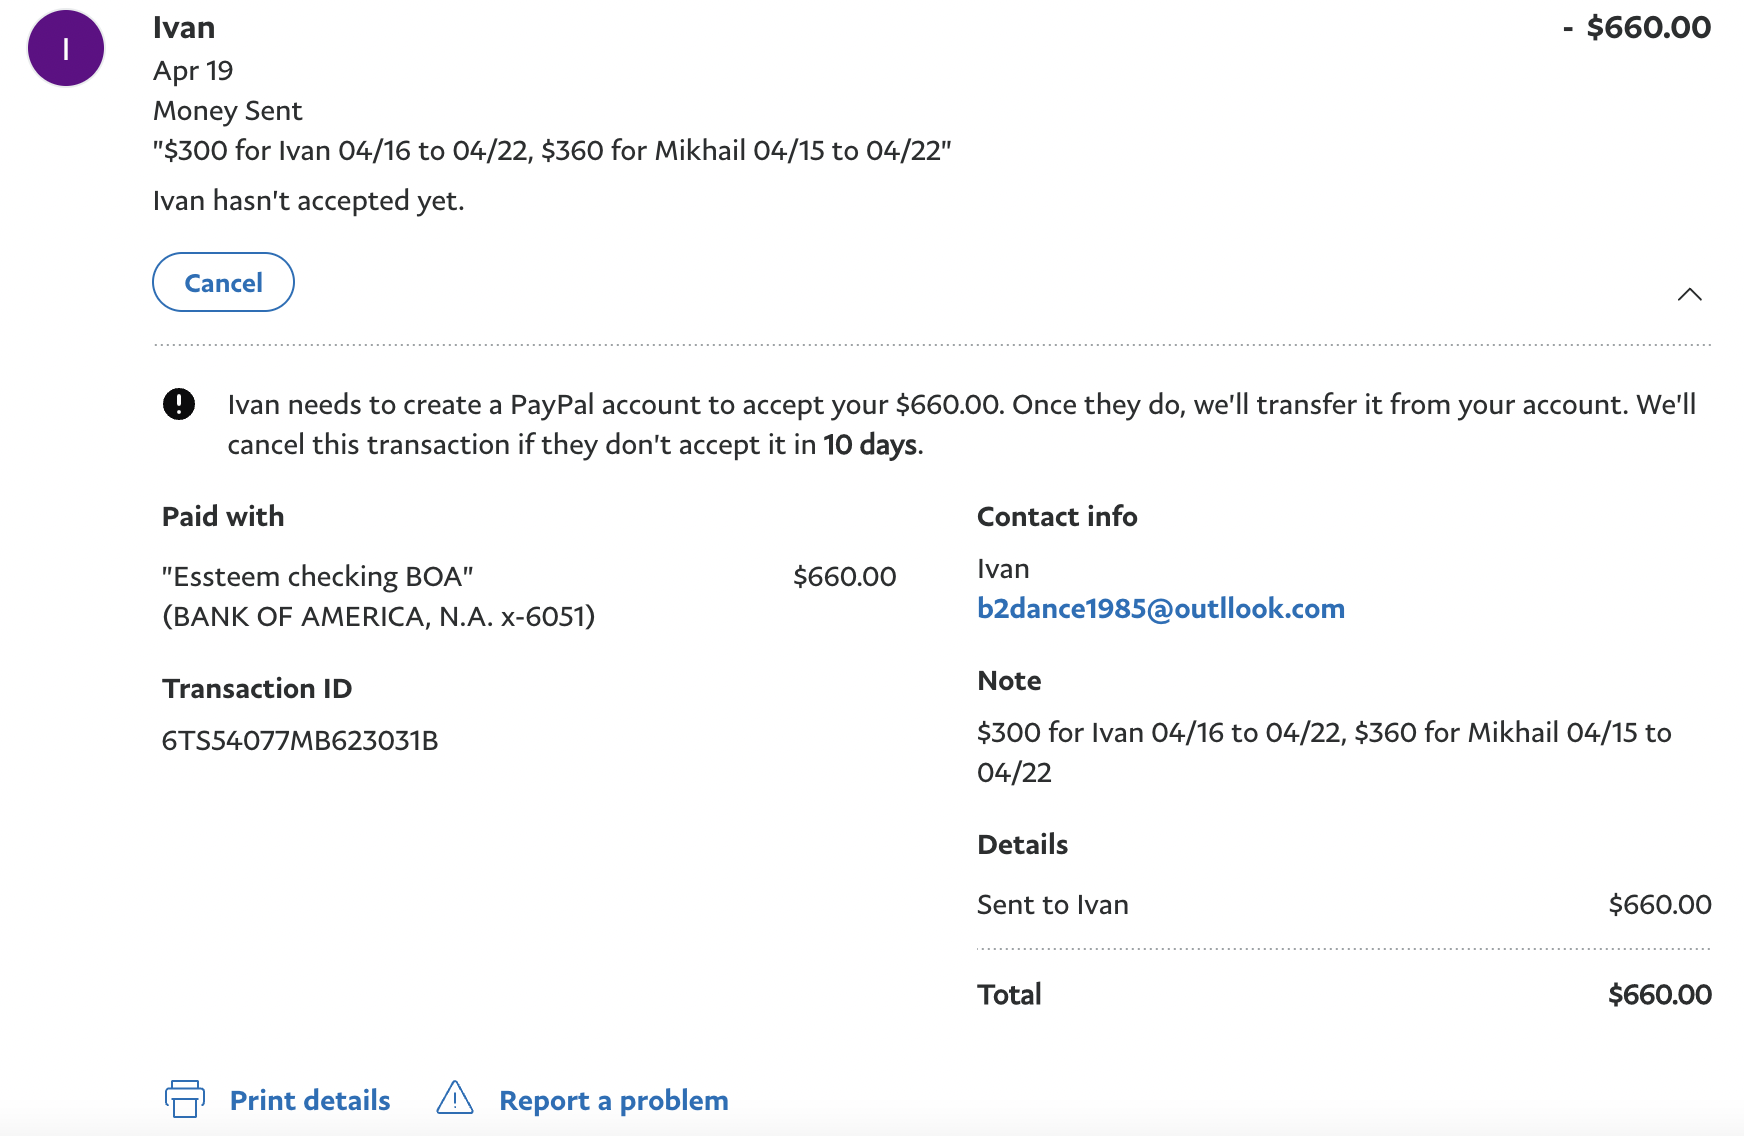 I
Ivan
- $660.00
Apr 19
Money Sent
"$300 for Ivan 04/16 to 04/22, $360 for Mikhail 04/15 to 04/22"
Ivan hasn't accepted yet.
Cancel
Ivan needs to create a PayPal account to accept your $660.00. Once they do, we'll transfer it from your account. We'll
cancel this transaction if they don't accept it in 10 days.
Paid with
"Essteem checking BOA"
$660.00
(BANK OF AMERICA, N.A. x-6051)
Transaction ID
6TS54077MB623031B
Contact info
Ivan
b2dance1985@outllook.com
Note
$300 for Ivan 04/16 to 04/22, $360 for Mikhail 04/15 to
04/22
Details
Sent to Ivan
$660.00
Total
$660.00
Print details
Report a problem